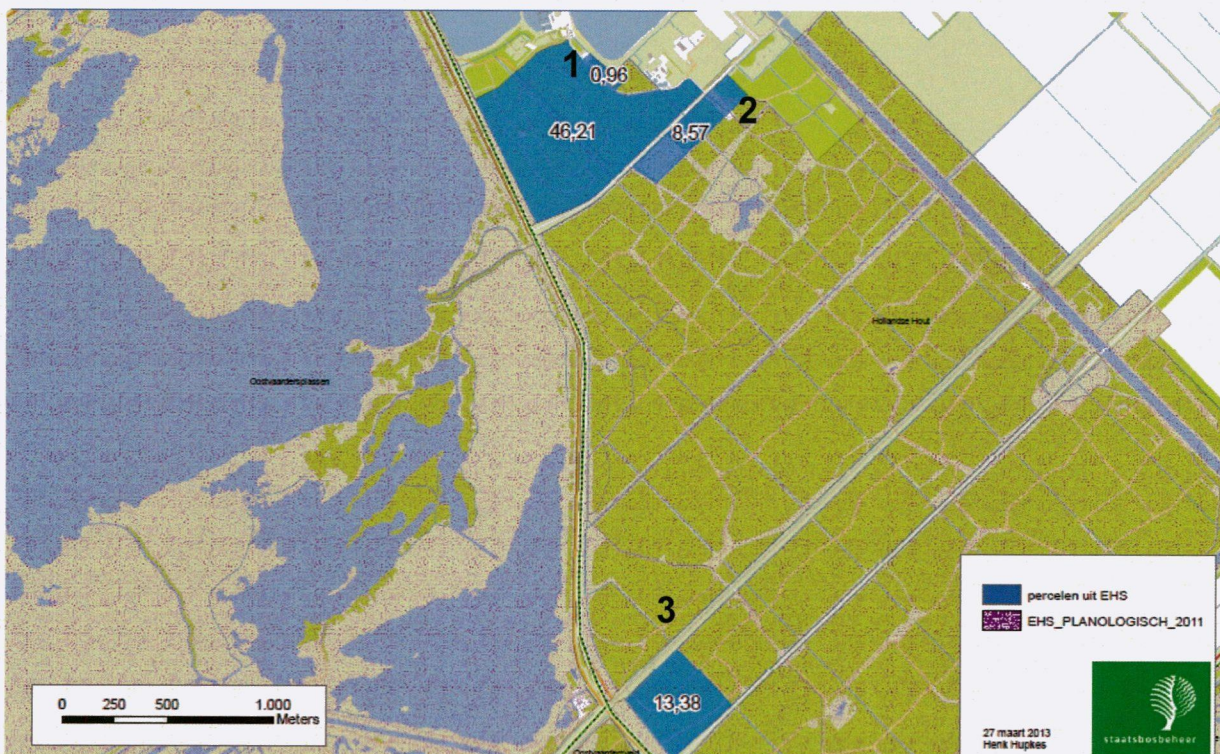 1
0,96
2
46,21
8,57
Hollandse Hout
Oostvaardersplassen
3
13,38
percelen uit EHS
EHS_PLANOLOGISCH_2011
0 250 500 1.000
Meters
27 maart 2013
Henk Hupkes
staatsbosbeheer